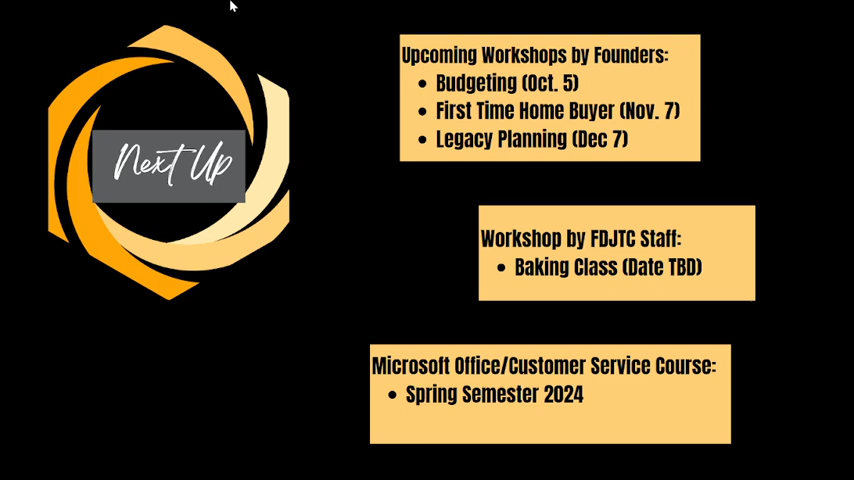 Next Up
Upcoming Workshops by Founders:
• Budgeting (Oct. 5)
• First Time Home Buyer (Nov. 7)
• Legacy Planning (Dec 7)
Workshop by FDJTC Staff:
• Baking Class (Date TBD)
Microsoft Office/Customer Service Course:
• Spring Semester 2024